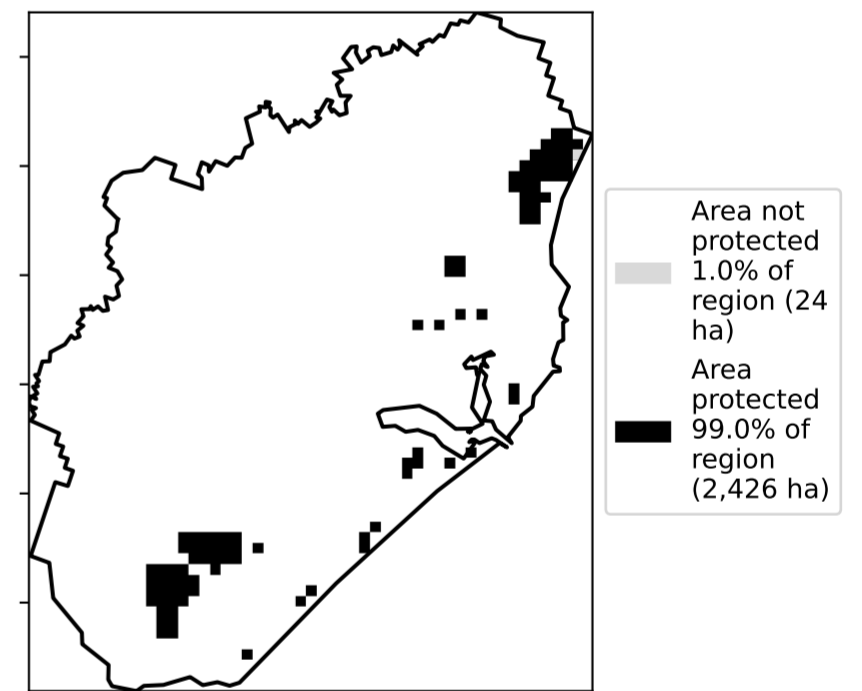 Area not
protected
1.0% of
region (24
ha)
Area
protected
99.0% of
region
(2,426 ha)